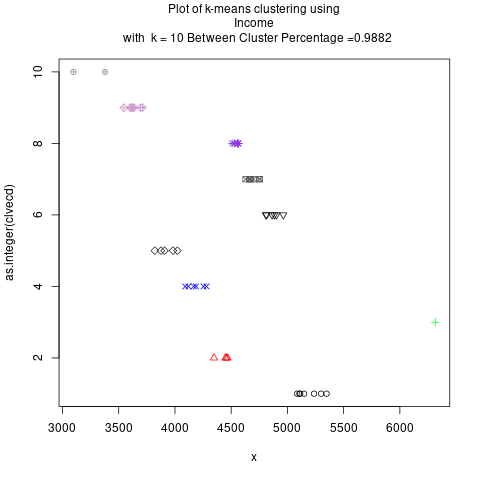 Plot of k-means clustering using
Income
with k = 10 Between Cluster Percentage =0.9882
as.integer(clvecd)
10
8
6
4
2
3000 3500 4000 4500 5000 5500 6000
x